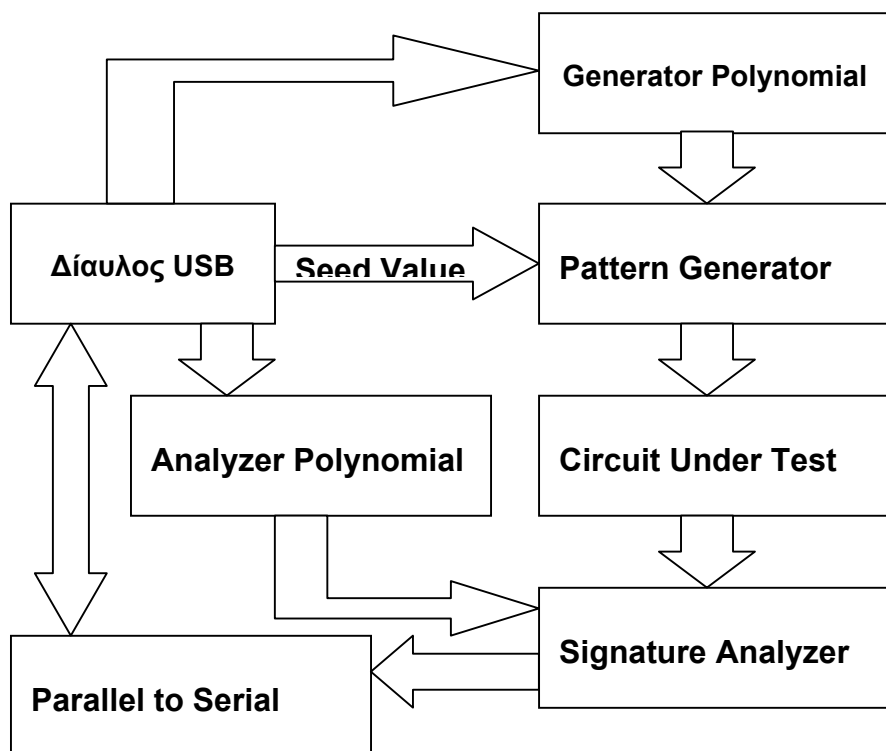 Generator Polynomial
Δίαυλος USB
Seed Value
Pattern Generator
Analyzer Polynomial
Circuit Under Test
Signature Analyzer
Parallel to Serial